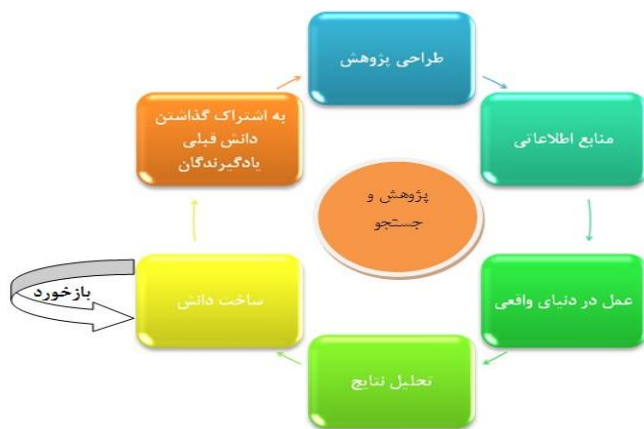 طراحی پژوهش
منابع اطلاعاتی
عمل در دنیای واقعی
تحلیل نتایج
ساخت دانش
بازخورد
به اشتراک گذاشتن
دانش قبلی
یادگیرندگان
پژوهش و
جستجو